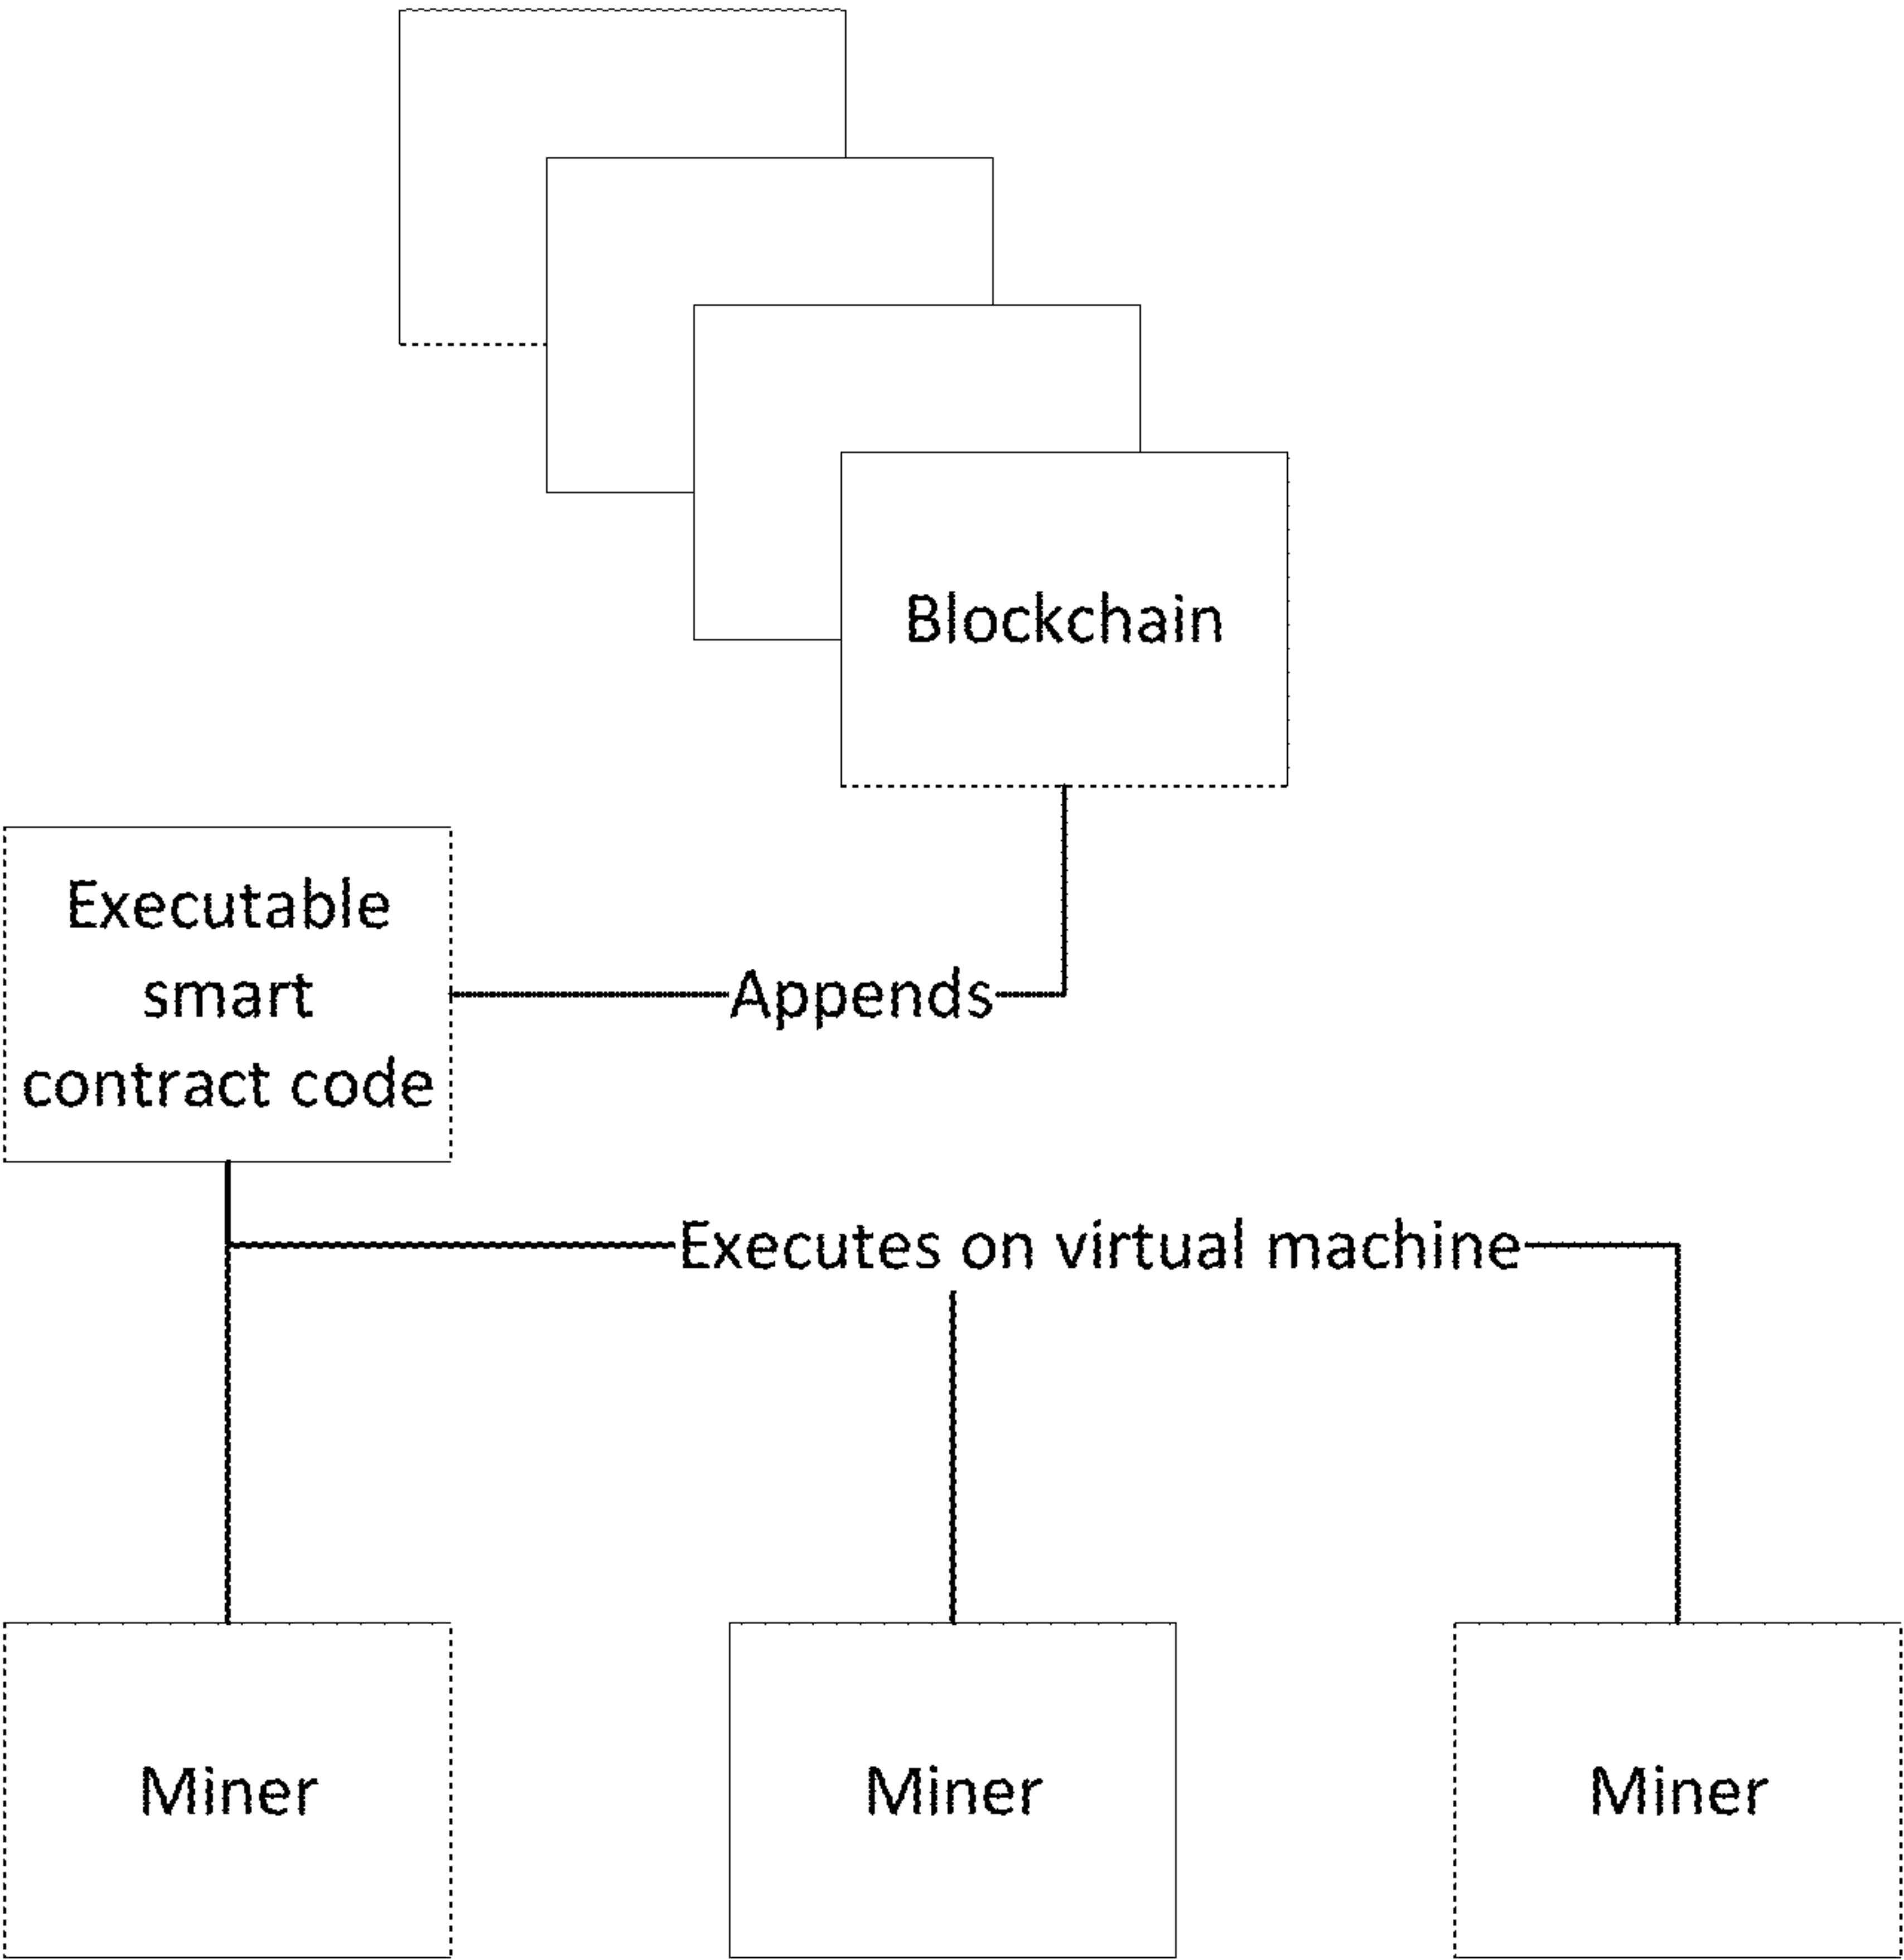 Blockchain
Executable
smart
contract code
Appends
Executes on virtual machine
Miner
Miner
Miner